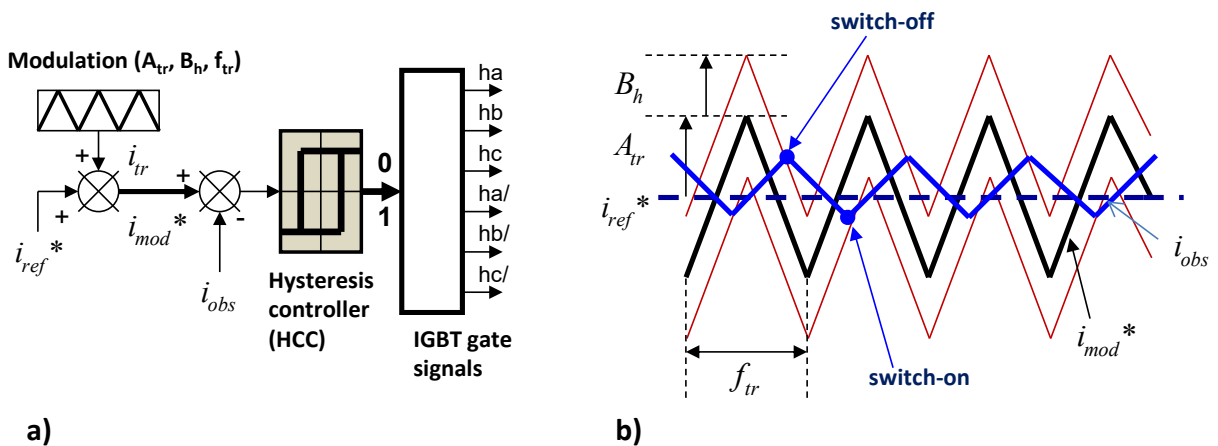 Modulation (Atr, Bh, ftr)
+
itr
+
+
iref*
imod*
-
iobs
Hysteresis
controller
(HCC)
0
1
ha
hb
hc
ha/
hb/
hc/
IGBT gate
signals
a)
switch-off
Bh
Atr
iref*
iobs
imod*
ftr
switch-on
b)